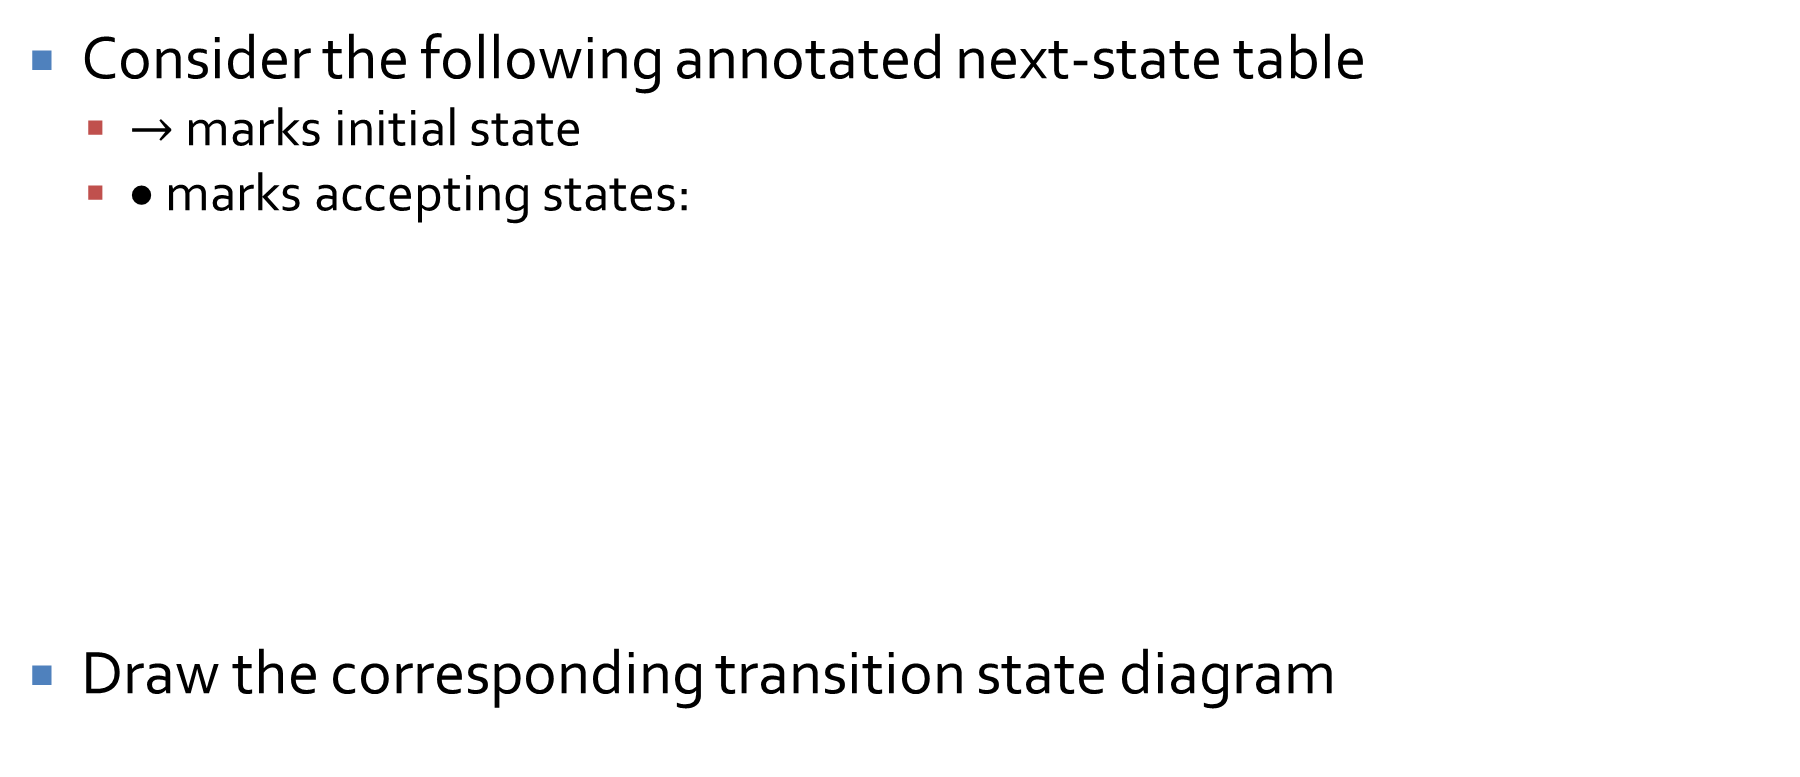 ▪ Consider the following annotated next-state table
▪ → marks initial state
▪ ● marks accepting states:
▪ Draw the corresponding transition state diagram